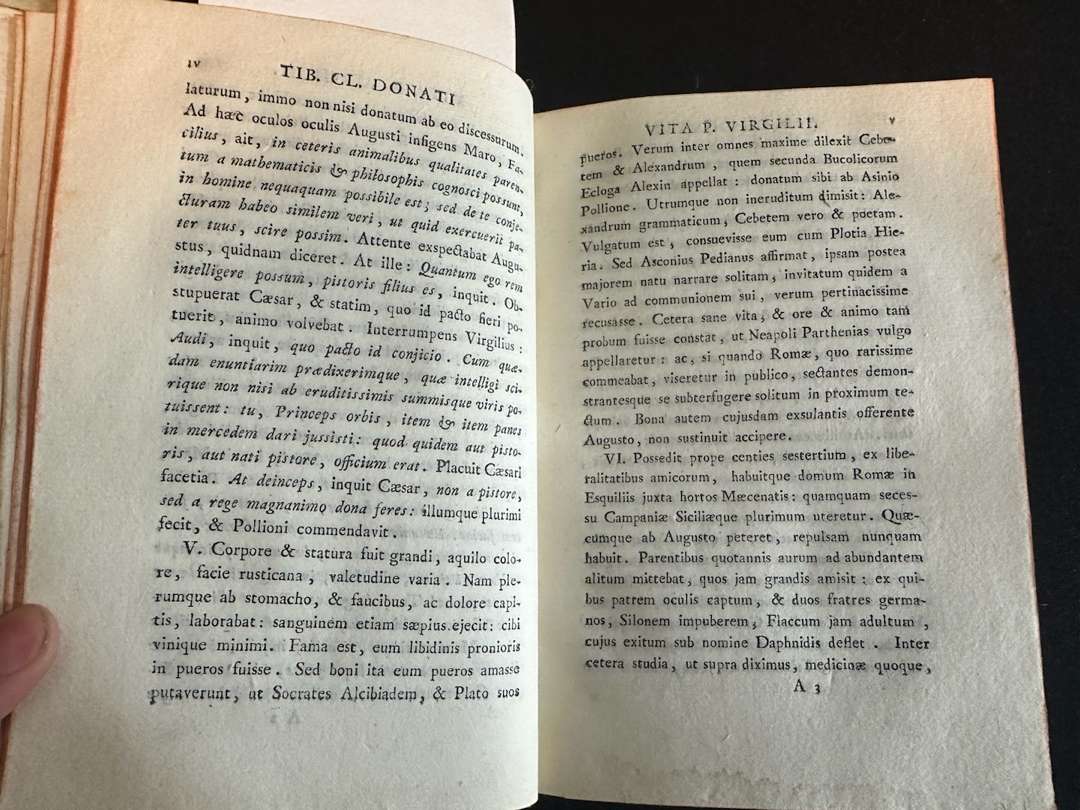 IV
TIB. CL. DONATI
laturum, immo non nisi donatum ab eo discessurum.
Ad hæc oculos oculis Augusti infigens Maro, Fa-
cilius, ait, in ceteris animalibus qualitates paren-
tum a mathematicis & philosophis cognosci possunt,
in homine nequaquam possibile est; sed de te conje-
cturam habeo similem veri, ut quid exercuerit pa-
ter tuus, scire possim. Attente exspectabat Augu-
stus, quidnam diceret. At ille: Quantum ego rem
intelligere possum, pistoris filius es, inquit. Ob-
stupuerat Cæsar, & statim, quo id pacto fieri po-
tuerit, animo volvebat. Interrumpens Virgilius:
Audi, inquit, quo pacto id conjicio. Cum quæ-
dam enuntiarim prædixerimque, quæ intelligi sci-
rique non nisi ab eruditissimis summisque viris po-
tuissent: tu, Princeps orbis, item & item panes
in mercedem dari jussisti: quod quidem aut pisto-
ris, aut nati pistore, officium erat. Placuit Cæsari
facetia. At deinceps, inquit Cæsar, non a pistore,
sed a rege magnanimo dona feres: illumque plurimi
fecit, & Pollioni commendavit.
V. Corpore & statura fuit grandi, aquilo colo-
re, facie rusticana, valetudine varia. Nam ple-
rumque ab stomacho, & faucibus, ac dolore capi-
tis, laborabat: sanguinem etiam sæpius ejecit: cibi
vinique minimi. Fama est, eum libidinis pronioris
in pueros fuisse. Sed boni ita eum pueros amasse
putaverunt, ut Socrates Alcibiadem, & Plato suos
VITA P. VIRGILII.
V
pueros. Verum inter omnes maxime dilexit Cebe-
tem & Alexandrum, quem secunda Bucolicorum
Ecloga Alexin appellat: donatum sibi ab Asinio
Pollione. Utrumque non ineruditum dimisit: Ale-
xandrum grammaticum, Cebetem vero & poetam.
Vulgatum est, consuevisse eum cum Plotia Hie-
ria. Sed Asconius Pedianus affirmat, ipsam postea
majorem natu narrare solitam, invitatum quidem a
Vario ad communionem sui, verum pertinacissime
recusasse. Cetera sane vita, & ore & animo tam
probum fuisse constat, ut Neapoli Parthenias vulgo
appellaretur: ac, si quando Romæ, quo rarissime
commeabat, viseretur in publico, sectantes demon-
strantesque se subterfugere solitum in proximum te-
ctum. Bona autem cujusdam exsulantis offerente
Augusto, non sustinuit accipere.
VI. Possedit prope centies sestertium, ex libe-
ralitatibus amicorum, habuitque domum Romæ in
Esquiliis juxta hortos Mœcenatis: quamquam seces-
su Campaniæ Siciliæque plurimum uteretur. Quæ-
cumque ab Augusto peteret, repulsam nunquam
habuit. Parentibus quotannis aurum ad abundantem
alitum mittebat, quos jam grandis amisit: ex qui-
bus patrem oculis captum, & duos fratres germa-
nos, Silonem impuberem, Flaccum jam adultum,
cujus exitum sub nomine Daphnidis deflet. Inter
cetera studia, ut supra diximus, medicinæ quoque,
A 3